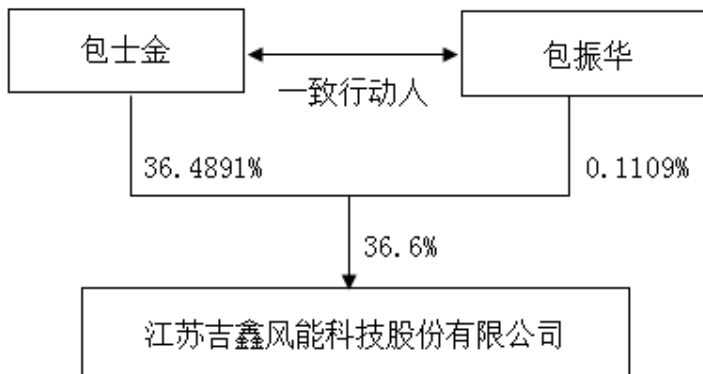 包士金
包振华
一致行动人
36.4891%
0.1109%
36.6%
江苏吉鑫风能科技股份有限公司